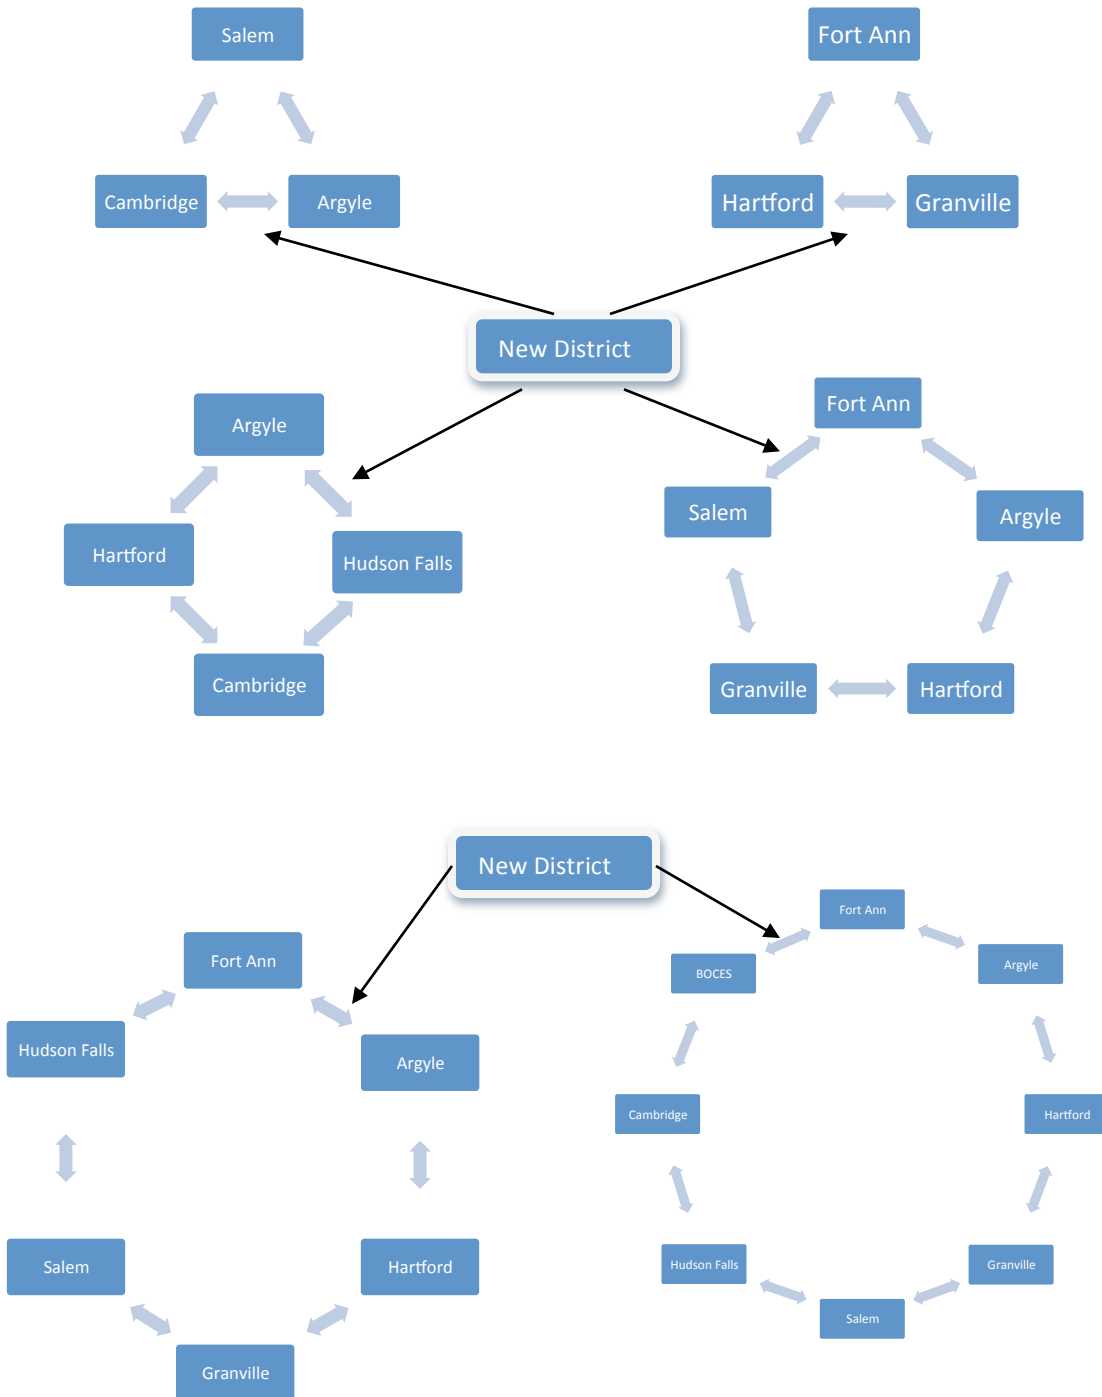 Salem
Fort Ann
Cambridge
Argyle
Hartford
Granville
New District
Argyle
Fort Ann
Salem
Argyle
Hartford
Hudson Falls
Cambridge
Granville
Hartford
New District
Fort Ann
Fort Ann
Argyle
BOCES
Hudson Falls
Argyle
Cambridge
Hartford
Salem
Hartford
Hudson Falls
Granville
Salem
Granville